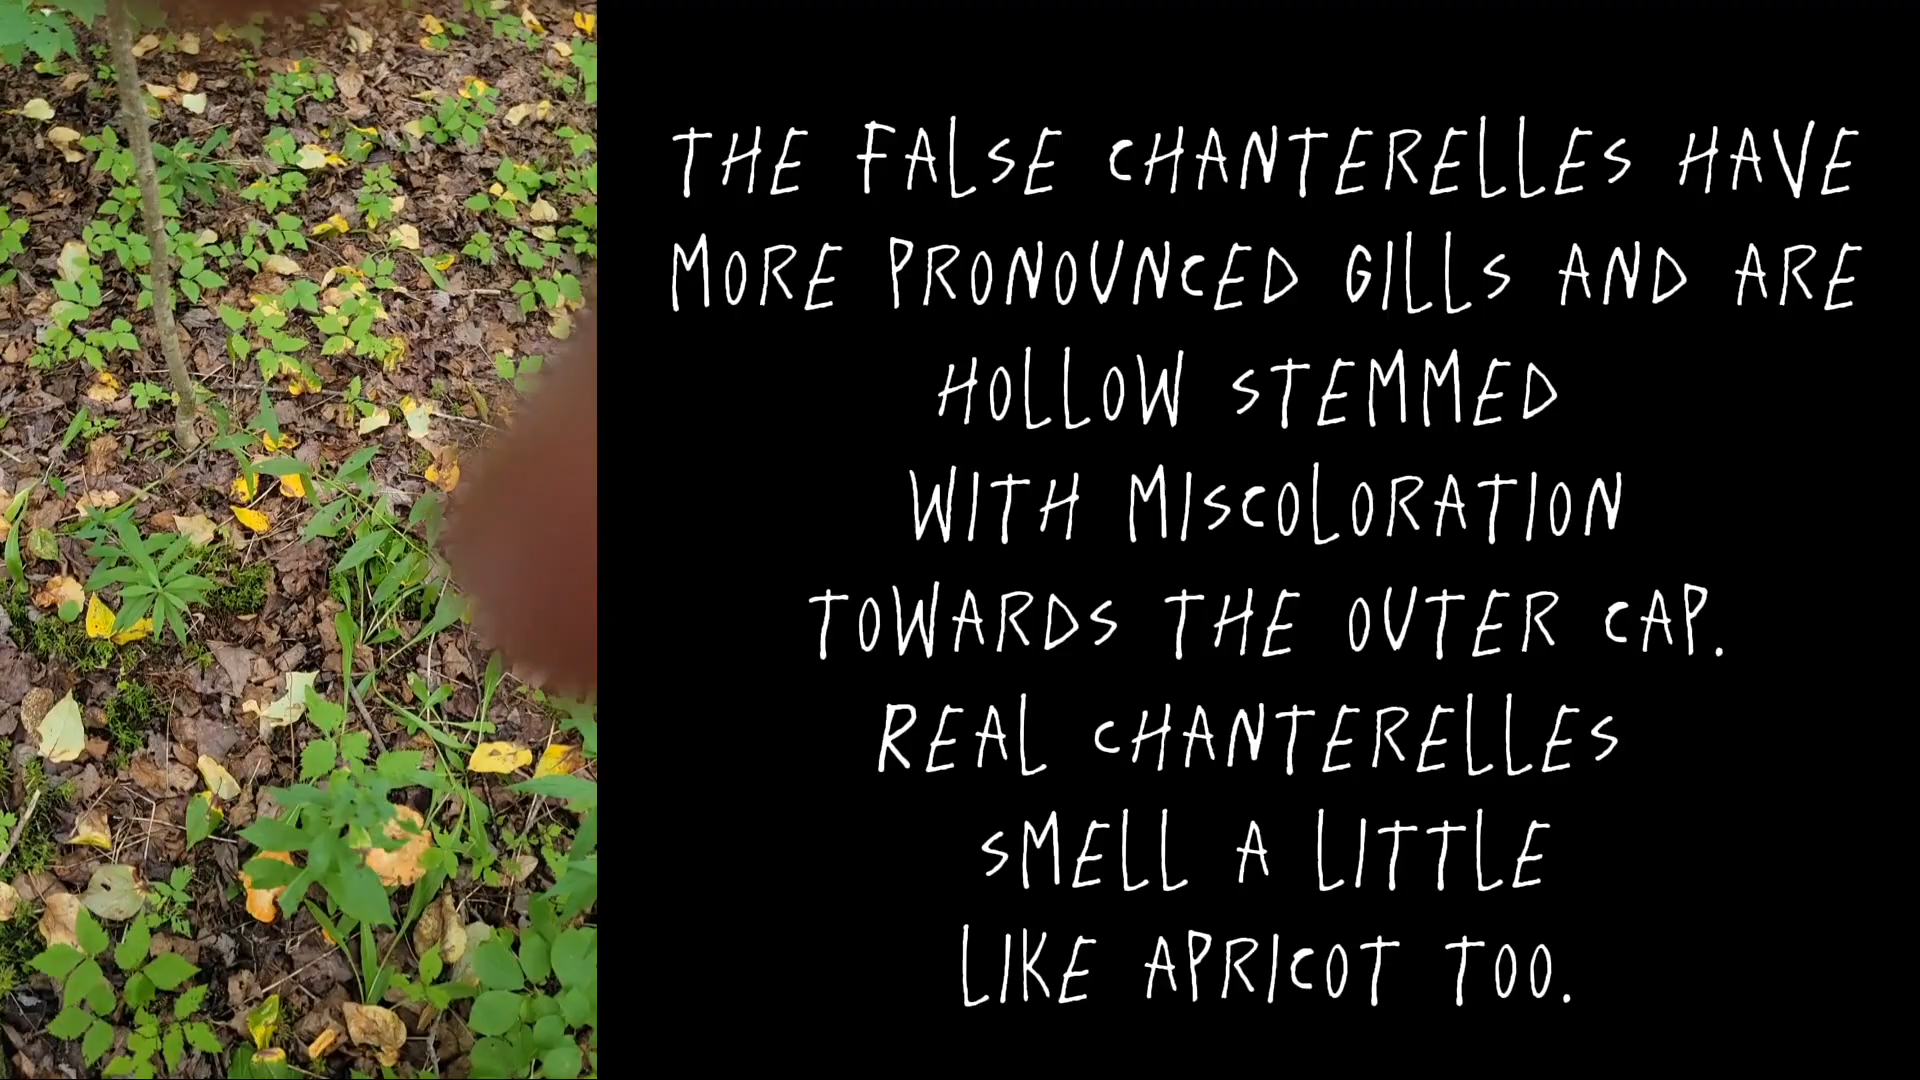 THE FALSE CHANTERELLES HAVE
MORE PRONOUNCED GILLS AND ARE
HOLLOW STEMMED
WITH MISCOLORATION
TOWARDS THE OUTER CAP.
REAL CHANTERELLES
SMELL A LITTLE
LIKE APRICOT TOO.